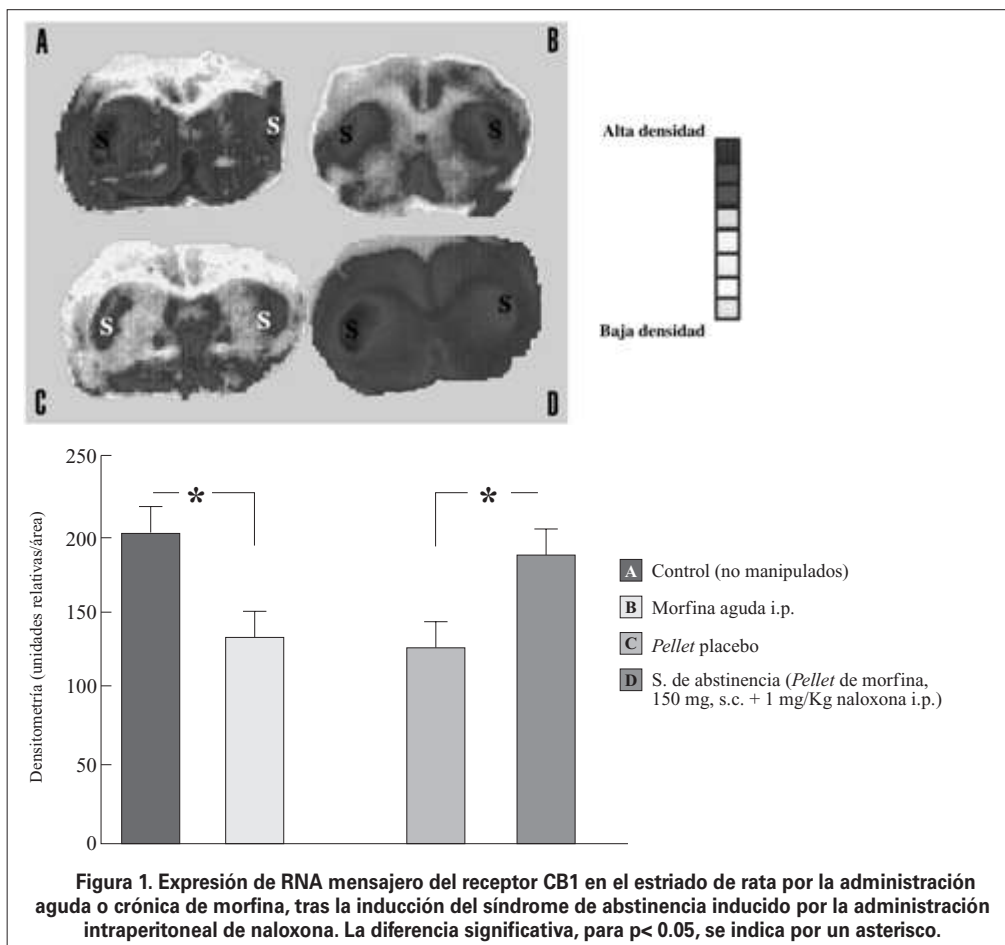 A
B
S
S
S
S
Alta densidad
S
S
S
S
Baja densidad
C
D
250
200
150
100
50
0
Densitometría (unidades relativas/área)
*
*
A Control (no manipulados)
B Morfina aguda i.p.
C Pellet placebo
D S. de abstinencia (Pellet de morfina,
150 mg, s.c. + 1 mg/Kg naloxona i.p.)
Figura 1. Expresión de RNA mensajero del receptor CB1 en el estriado de rata por la administración
aguda o crónica de morfina, tras la inducción del síndrome de abstinencia inducido por la administración
intraperitoneal de naloxona. La diferencia significativa, para p< 0.05, se indica por un asterisco.